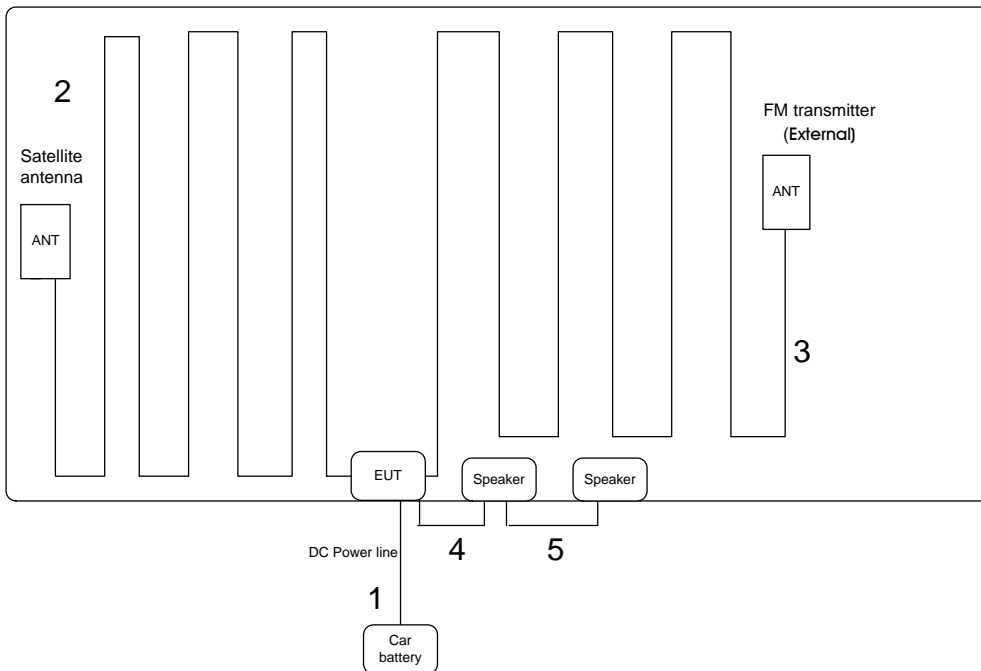 2
Satellite
antenna
ANT
FM transmitter
(External)
ANT
3
EUT
Speaker
Speaker
DC Power line
4
5
1
Car
battery